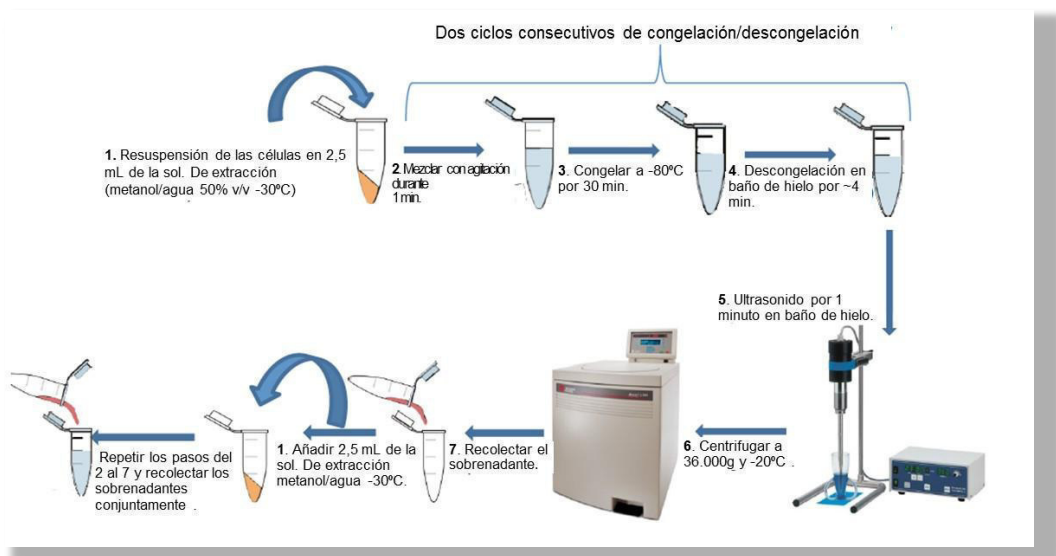 Dos ciclos consecutivos de congelación/descongelación
1. Resuspensión de las células en 2,5
mL de la sol. De extracción
(metanol/agua 50% v/v -30ºC)
2. Mezclar con agitación
durante
1 min.
3. Congelar a -80ºC
por 30 min.
4. Descongelación en
baño de hielo por ~4
min.
5. Ultrasonido por 1
minuto en baño de hielo.
6. Centrifugar a
36.000g y -20ºC .
7. Recolectar el
sobrenadante.
1. Añadir 2,5 mL de la
sol. De extracción
metanol/agua -30ºC.
Repetir los pasos del
2 al 7 y recolectar los
sobrenadantes
conjuntamente .